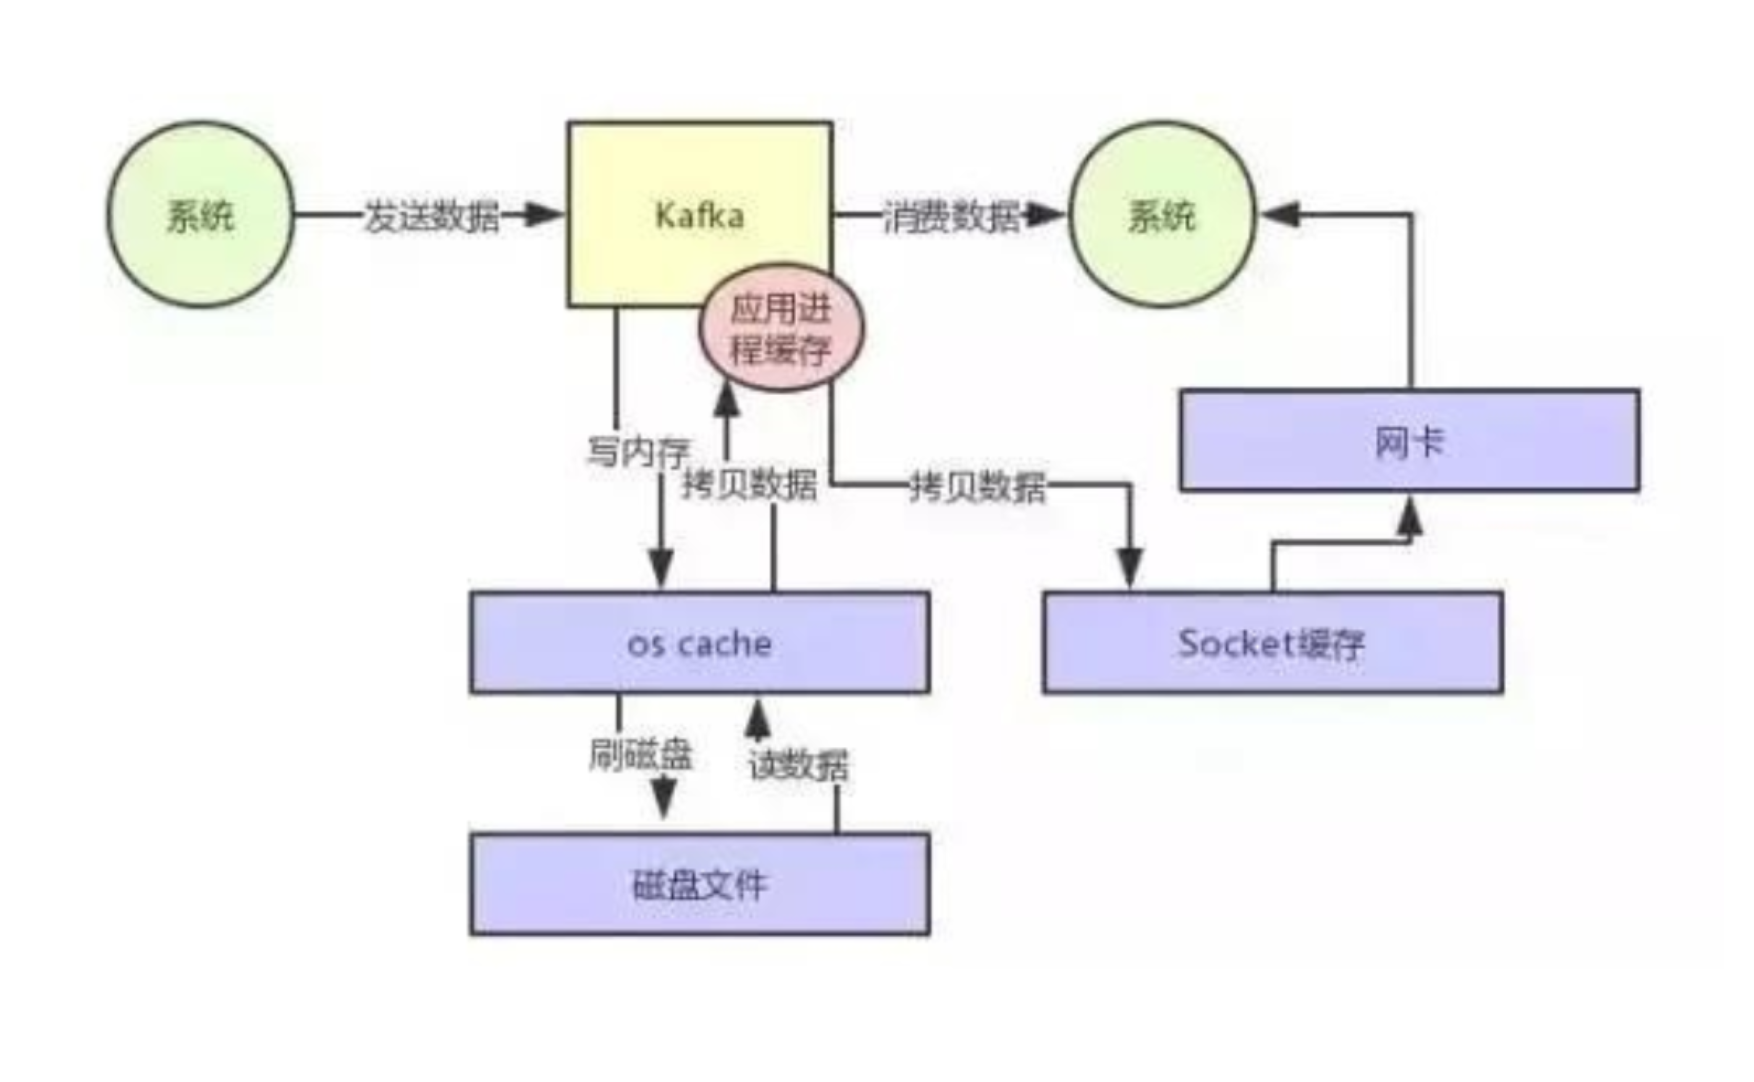 系统
发送数据
Kafka
消费数据
系统
应用进
程缓存
写内存
拷贝数据
拷贝数据
网卡
os cache
Socket缓存
刷磁盘
读数据
磁盘文件